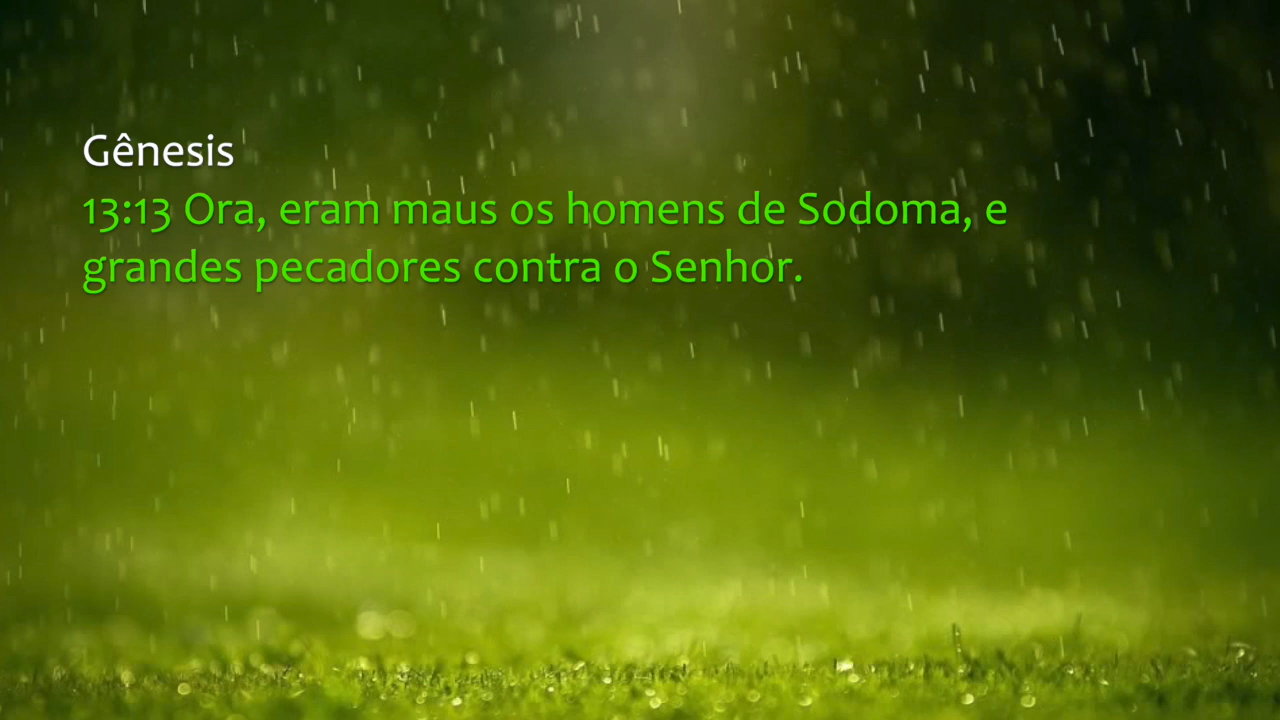 Gênesis
13:13 Ora, eram maus os homens de Sodoma, e
grandes pecadores contra o Senhor.